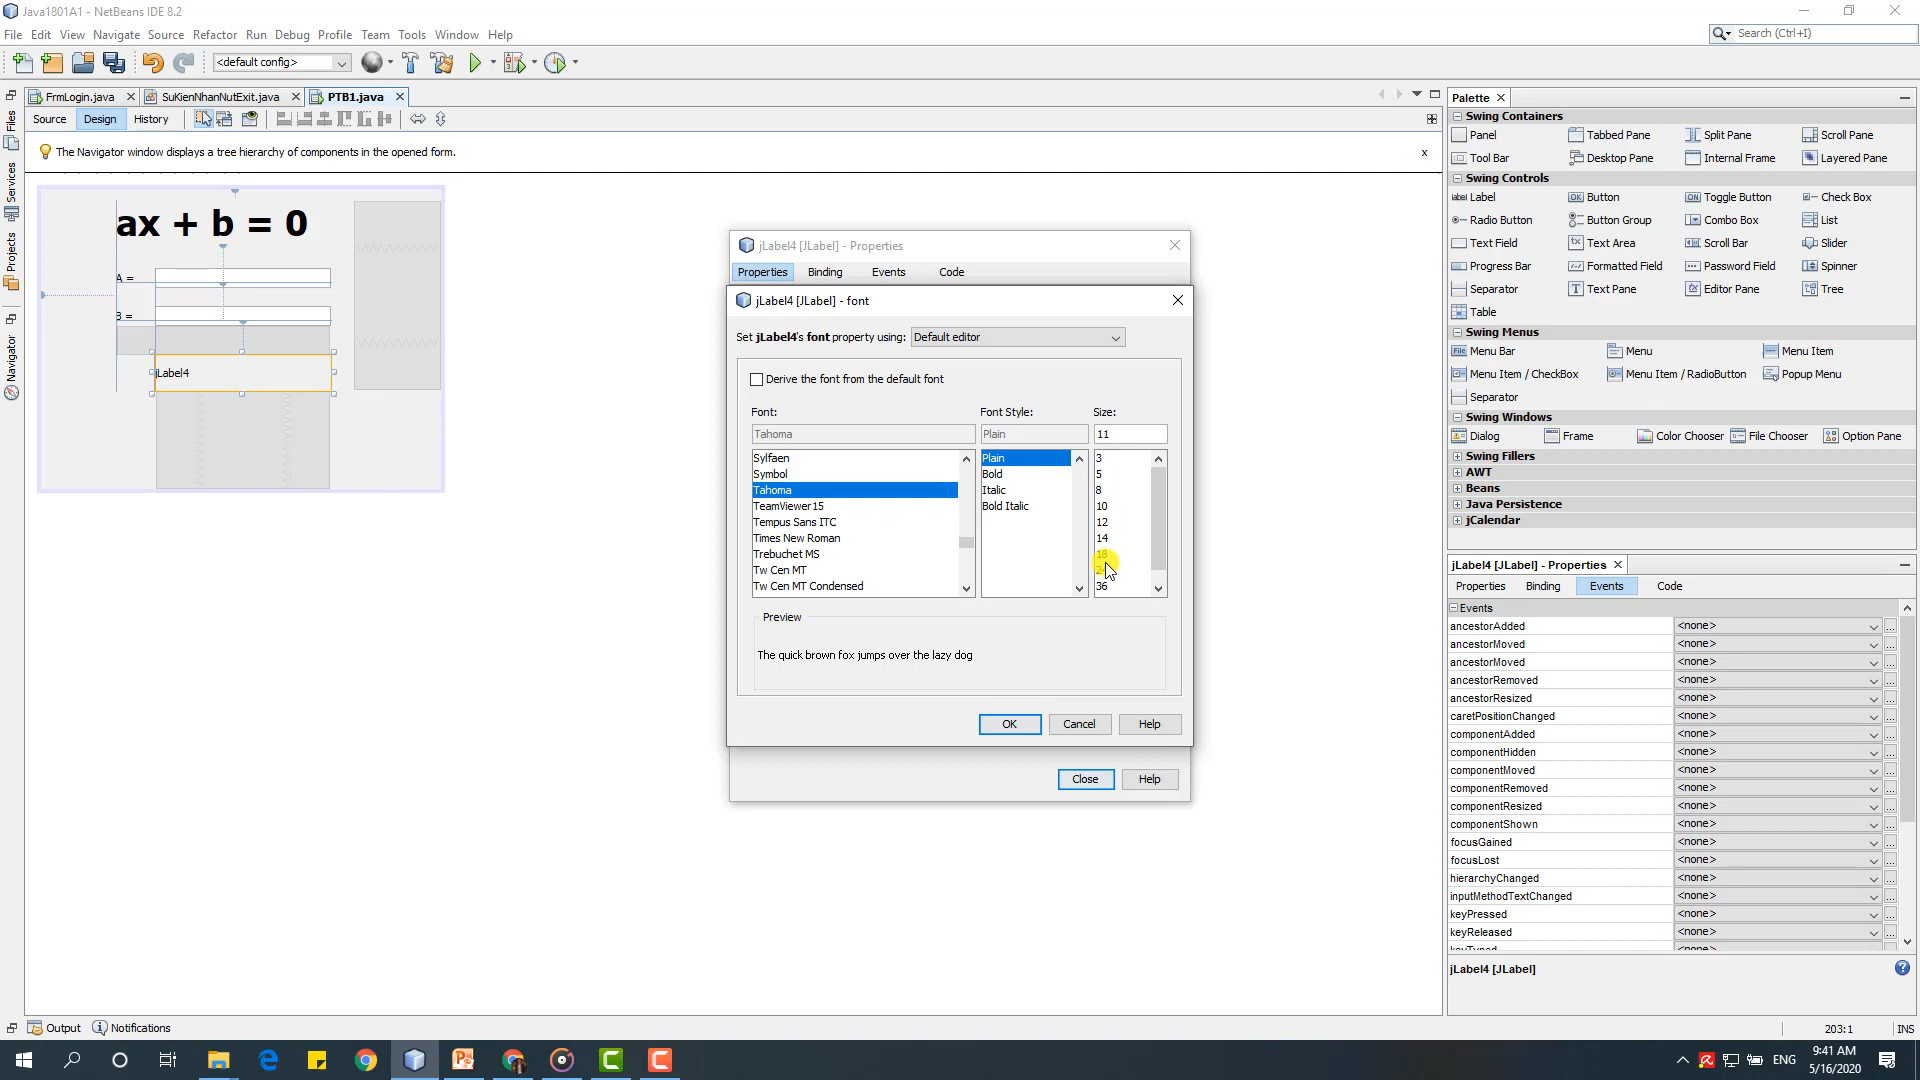 Java1801A1 - NetBeans IDE 8.2
File Edit View Navigate Source Refactor Run Debug Profile Team Tools Window Help
Search (Ctrl+I)
<default config>
FrmLogin.java SuKienNhanNutExit.java PTB1.java
Source Design History
The Navigator window displays a tree hierarchy of components in the opened form. x
Files
Services
Projects
Navigator
ax + b = 0
A =
B =
jLabel4
jLabel4 [JLabel] - Properties
Properties Binding Events Code
jLabel4 [JLabel] - font
Set jLabel4's font property using: Default editor
Derive the font from the default font
Font: Font Style: Size:
Tahoma Plain 11
Sylfaen Plain 3
Symbol Bold 5
Tahoma Italic 8
TeamViewer15 Bold Italic 10
Tempus Sans ITC 12
Times New Roman 14
Trebuchet MS 18
Tw Cen MT
Tw Cen MT Condensed 36
Preview
The quick brown fox jumps over the lazy dog
OK Cancel Help
Close Help
Palette
Swing Containers
Panel Tabbed Pane Split Pane Scroll Pane
Tool Bar Desktop Pane Internal Frame Layered Pane
Swing Controls
label Label OK Button ON Toggle Button Check Box
Radio Button Button Group Combo Box List
Text Field Text Area Scroll Bar Slider
Progress Bar Formatted Field Password Field Spinner
Separator T Text Pane Editor Pane Tree
Table
Swing Menus
File Menu Bar Menu Menu Item
Menu Item / CheckBox Menu Item / RadioButton Popup Menu
Separator
Swing Windows
Dialog Frame Color Chooser File Chooser Option Pane
Swing Fillers
AWT
Beans
Java Persistence
jCalendar
jLabel4 [JLabel] - Properties
Properties Binding Events Code
Events
ancestorAdded <none> ...
ancestorMoved <none> ...
ancestorMoved <none> ...
ancestorRemoved <none> ...
ancestorResized <none> ...
caretPositionChanged <none> ...
componentAdded <none> ...
componentHidden <none> ...
componentMoved <none> ...
componentRemoved <none> ...
componentResized <none> ...
componentShown <none> ...
focusGained <none> ...
focusLost <none> ...
hierarchyChanged <none> ...
inputMethodTextChanged <none> ...
keyPressed <none> ...
keyReleased <none> ...
keyTyped <none> ...
jLabel4 [JLabel]
Output Notifications
203:1 INS
ENG
9:41 AM
5/16/2020